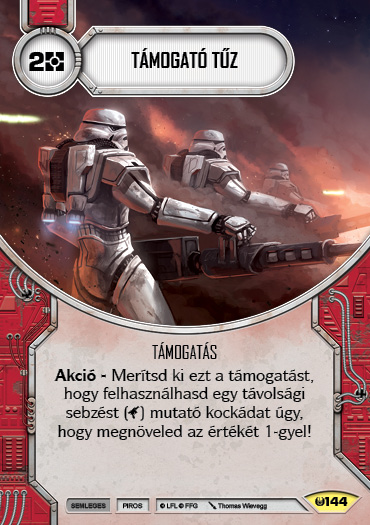 2
TÁMOGATÓ TŰZ
TÁMOGATÁS
Akció - Merítsd ki ezt a támogatást,
hogy felhasználhasd egy távolsági
sebzést () mutató kockádat úgy,
hogy megnöveled az értékét 1-gyel!
SEMLEGES PIROS © LFL © FFG Thomas Wievegg 144